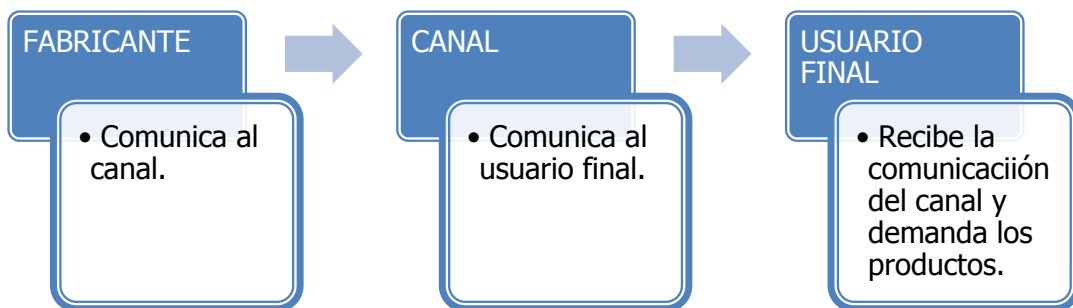 FABRICANTE
• Comunica al
canal.
CANAL
• Comunica al
usuario final.
USUARIO
FINAL
• Recibe la
comunicaciión
del canal y
demanda los
productos.